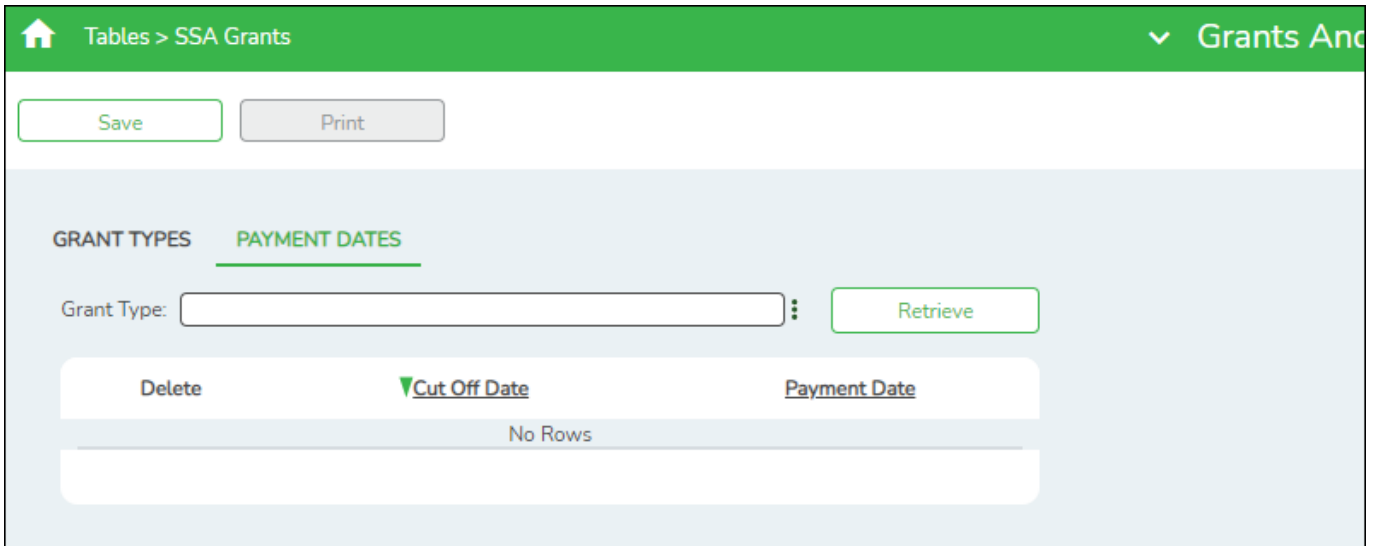 Tables > SSA Grants
Grants And
Save Print
GRANT TYPES PAYMENT DATES
Grant Type: Retrieve
Delete Cut Off Date Payment Date
No Rows